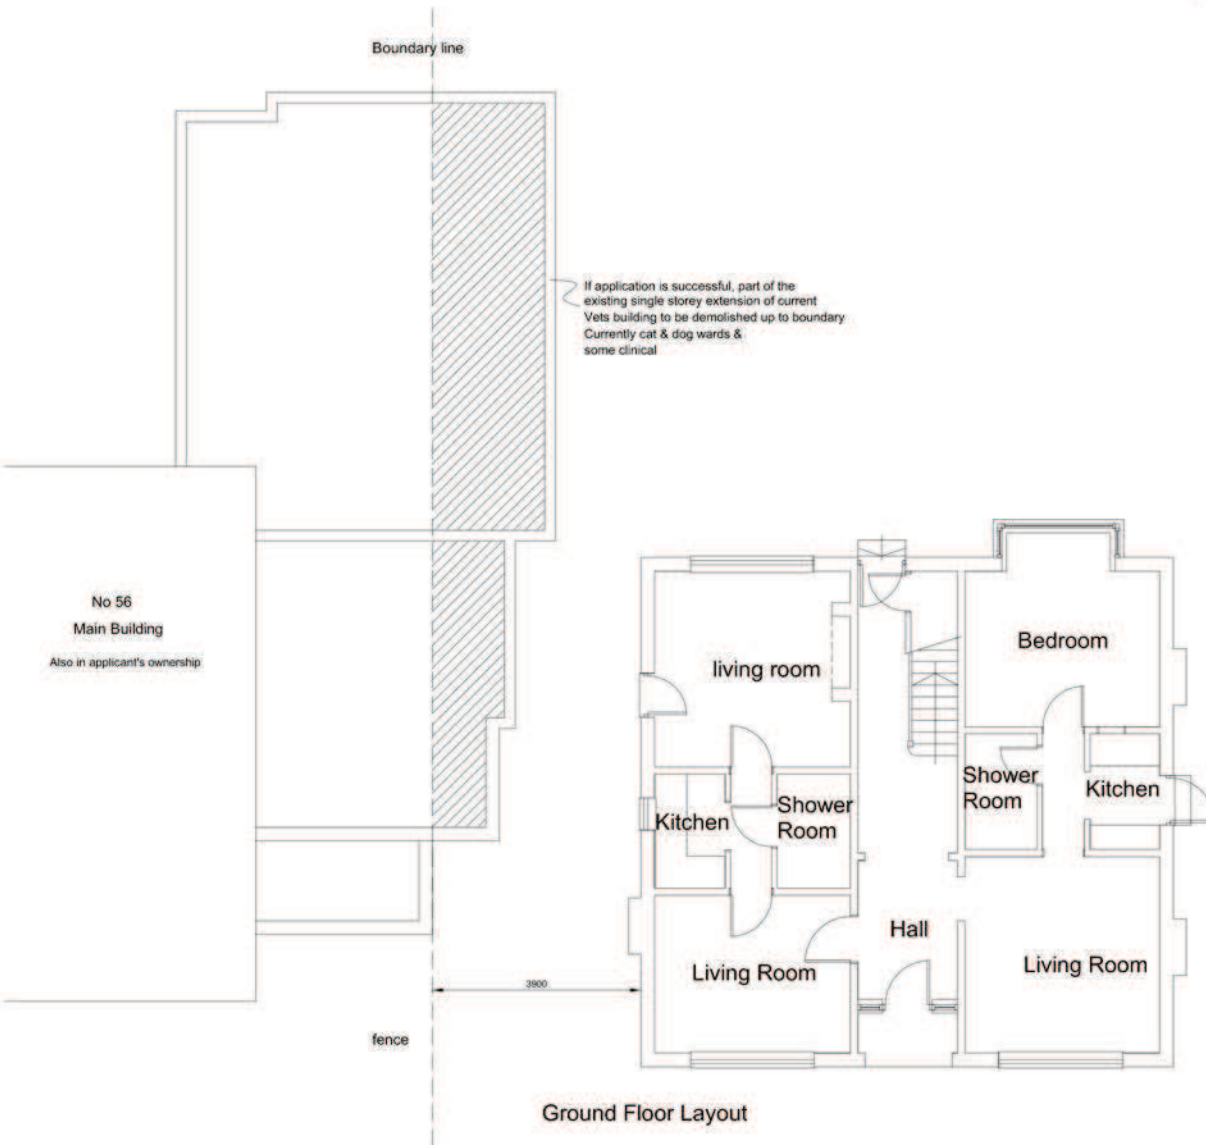 Boundary line
If application is successful, part of the
existing single storey extension of current
Vets building to be demolished up to boundary
Currently cat & dog wards &
some clinical
No 56
Main Building
Also in applicant's ownership
living room
Bedroom
Kitchen
Shower
Room
Shower
Room
Kitchen
Living Room
Hall
Living Room
3900
fence
Ground Floor Layout